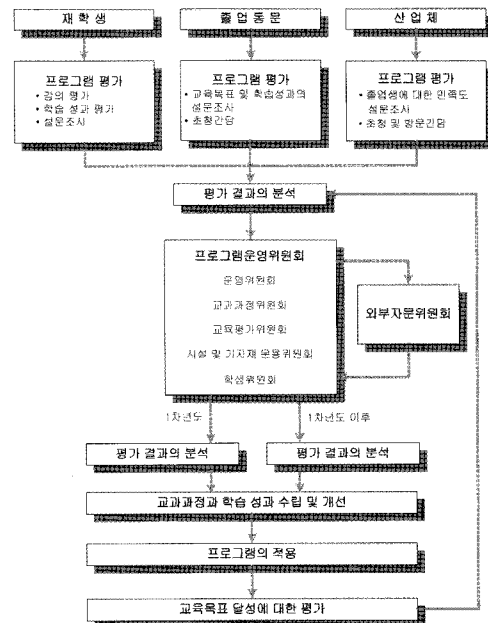 재 학 생
졸 업 동 문
산 업 체
프로그램 평가
• 강의 평가
• 학습 성과 평가
• 설문조사
프로그램 평가
• 교육목표 및 학습성과의
설문조사
• 초청간담
프로그램 평가
• 졸업생에 대한 만족도
설문조사
• 초청 및 방문간담
평가 결과의 분석
프로그램운영위원회
운영위원회
교과과정위원회
교육평가위원회
시설 및 기자재 운용위원회
학생위원회
외부자문위원회
1차년도
1차년도 이후
평가 결과의 분석
평가 결과의 분석
교과과정과 학습 성과 수립 및 개선
프로그램의 적용
교육목표 달성에 대한 평가